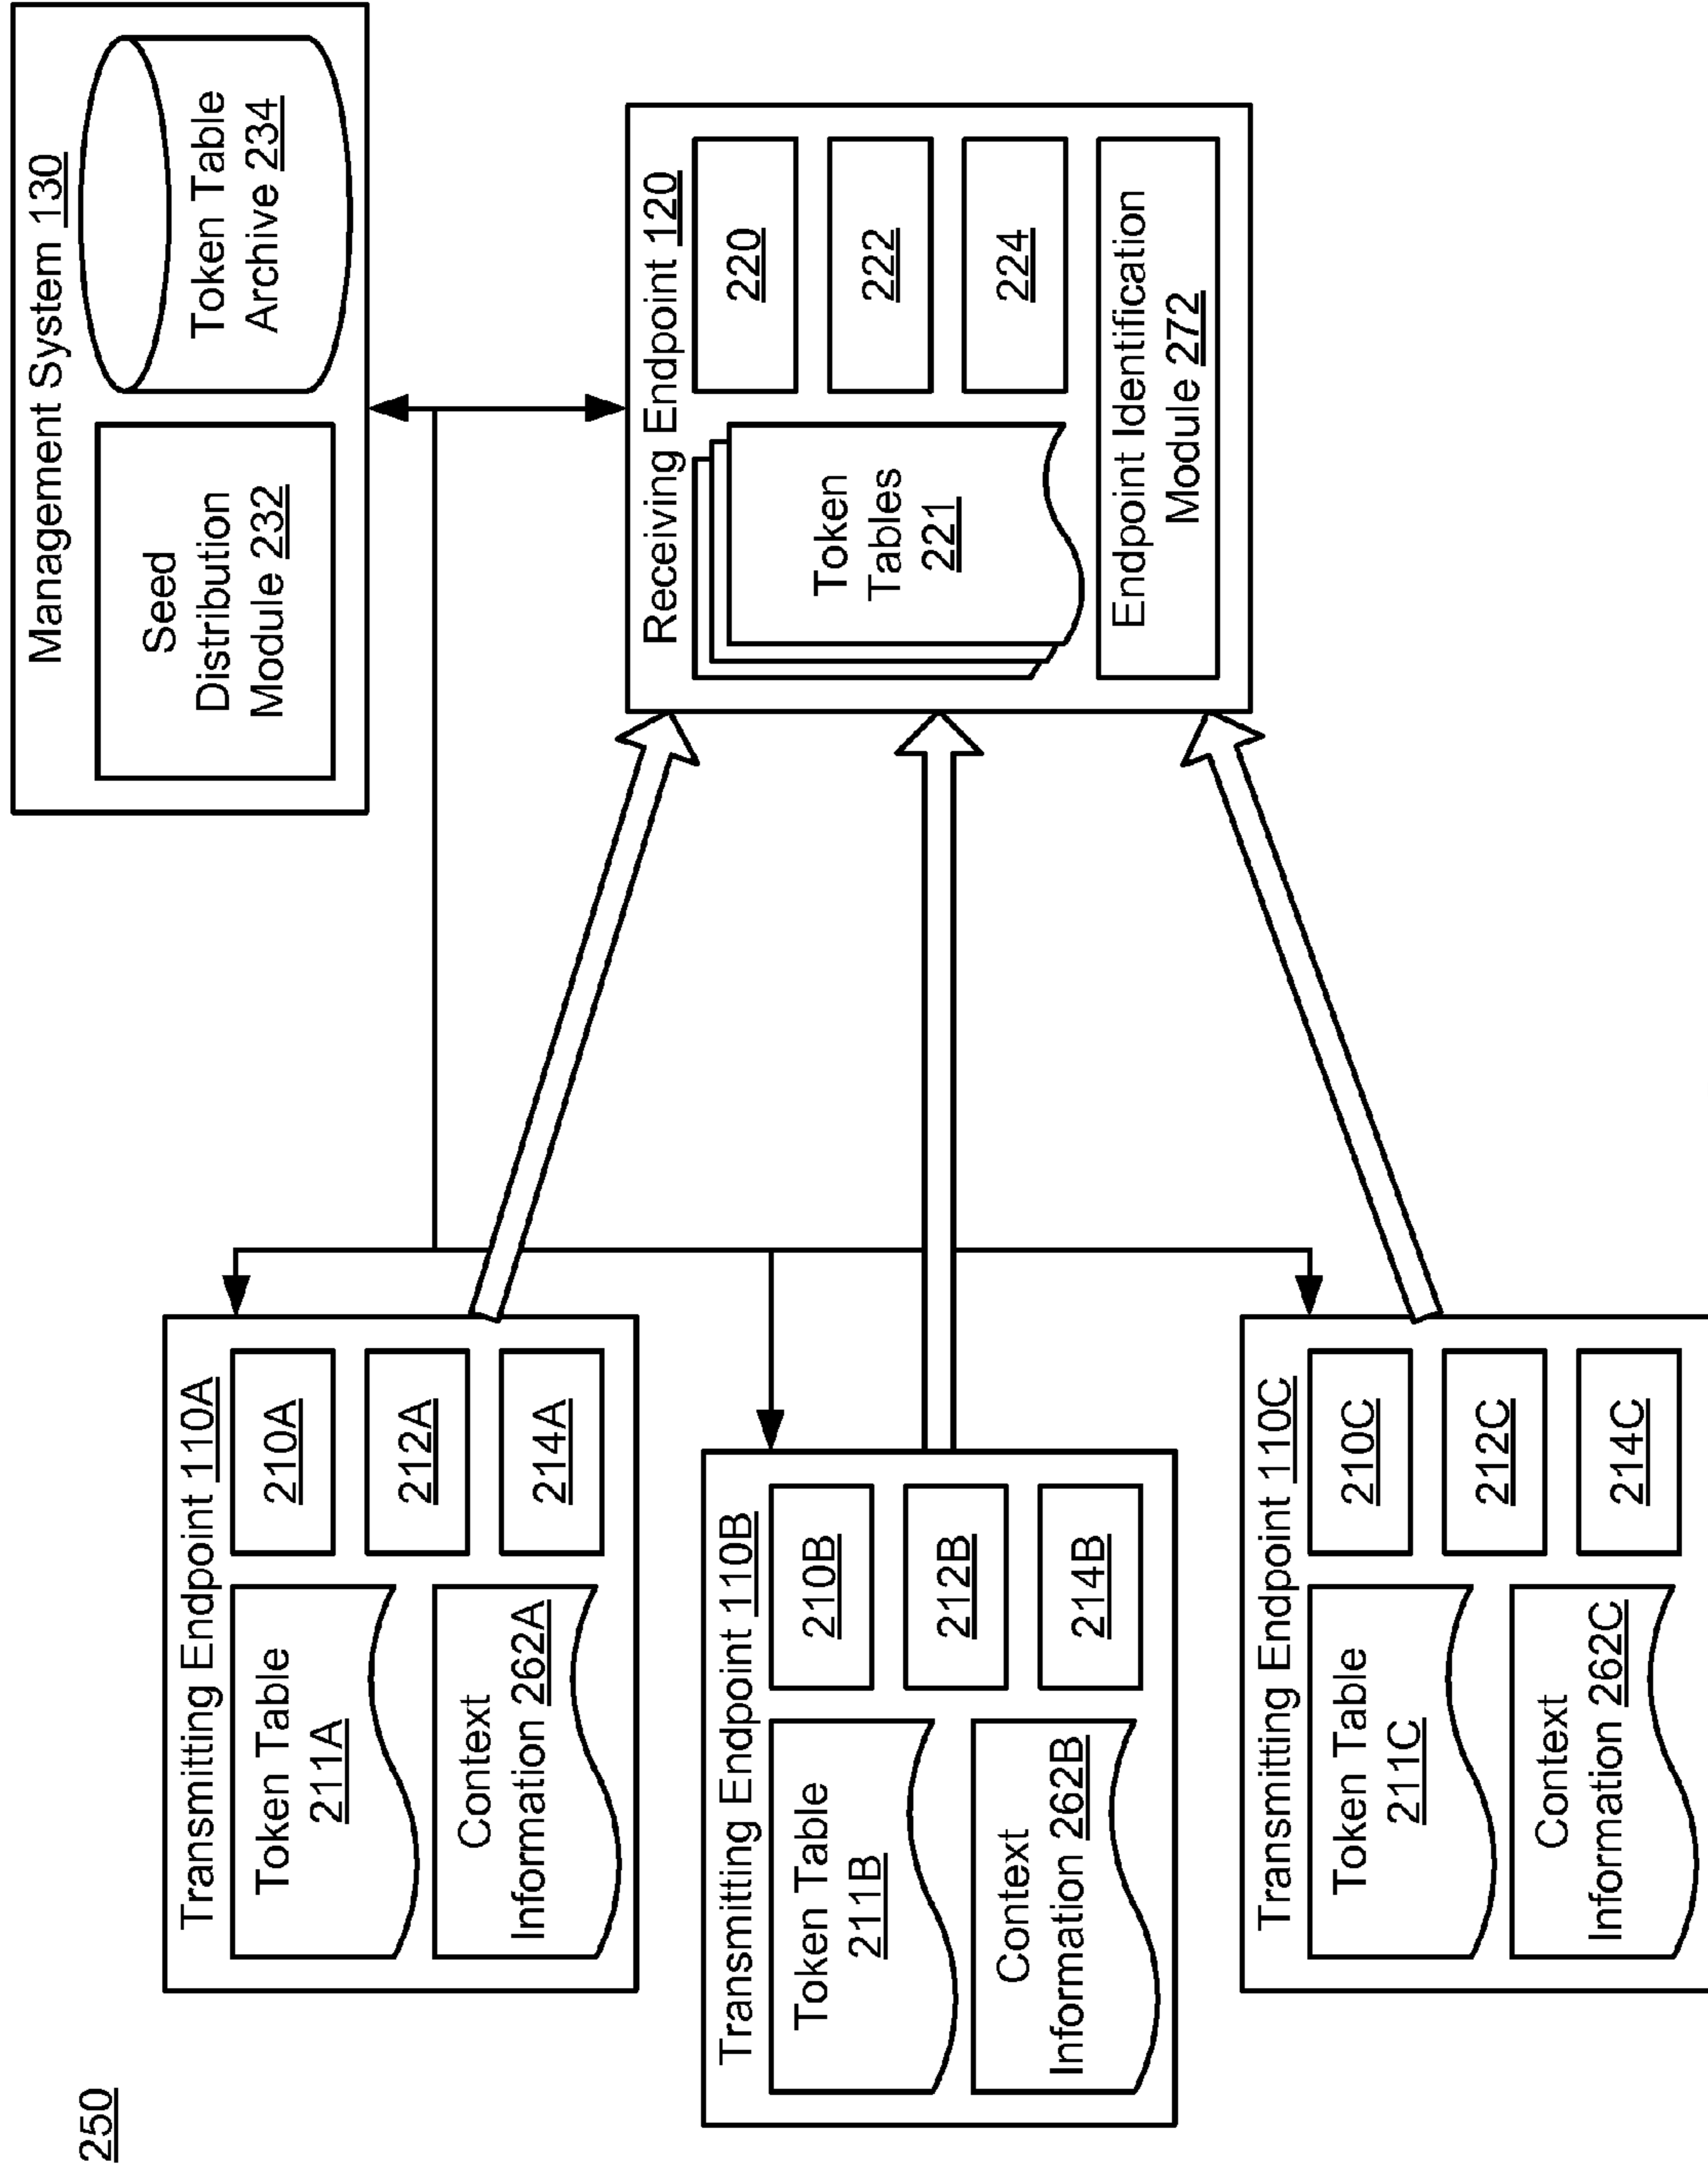 250
Management System 130
Seed
Distribution
Module 232
Token Table
Archive 234
Transmitting Endpoint 110A
Token Table
211A
Context
Information 262A
210A
212A
214A
Transmitting Endpoint 110B
Token Table
211B
Context
Information 262B
210B
212B
214B
Transmitting Endpoint 110C
Token Table
211C
Context
Information 262C
210C
212C
214C
Receiving Endpoint 120
Token
Tables
221
220
222
224
Endpoint Identification
Module 272